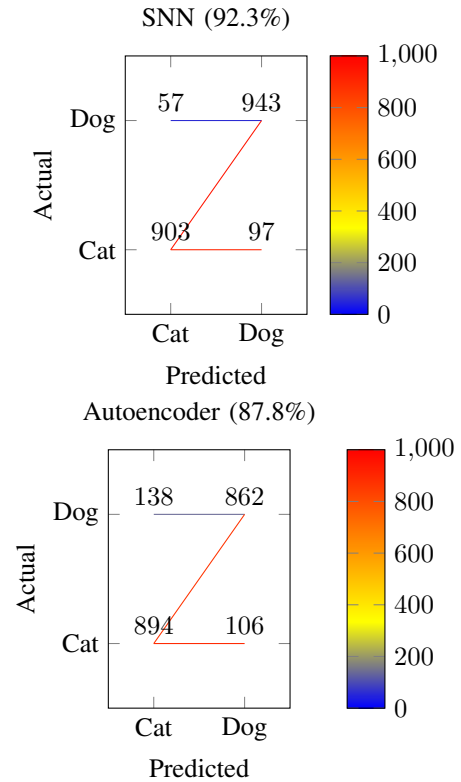 SNN (92.3%)
1,000
57 943
Dog
800
600
Actual
400
903 97
Cat
200
0
Cat Dog
Predicted
Autoencoder (87.8%)
1,000
138 862
Dog
800
600
Actual
400
894 106
Cat
200
0
Cat Dog
Predicted